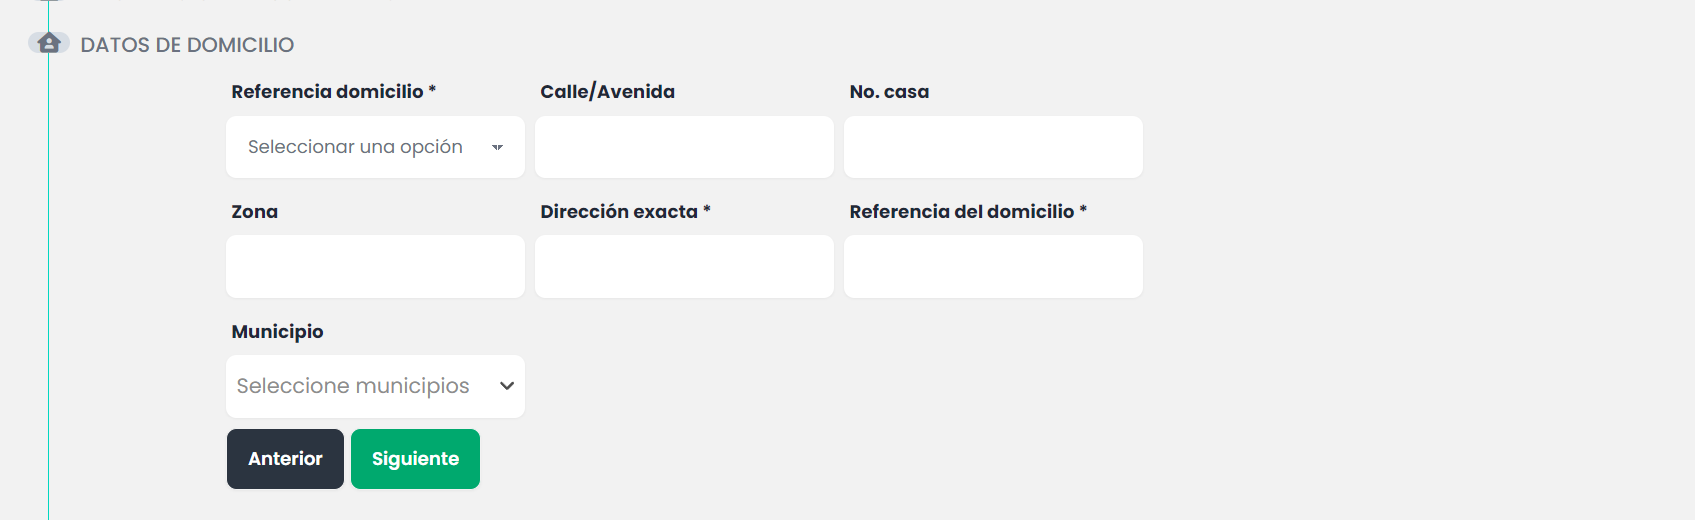 DATOS DE DOMICILIO
Referencia domicilio * Calle/Avenida No. casa
Seleccionar una opción
Zona Dirección exacta * Referencia del domicilio *
Municipio
Seleccione municipios
Anterior Siguiente